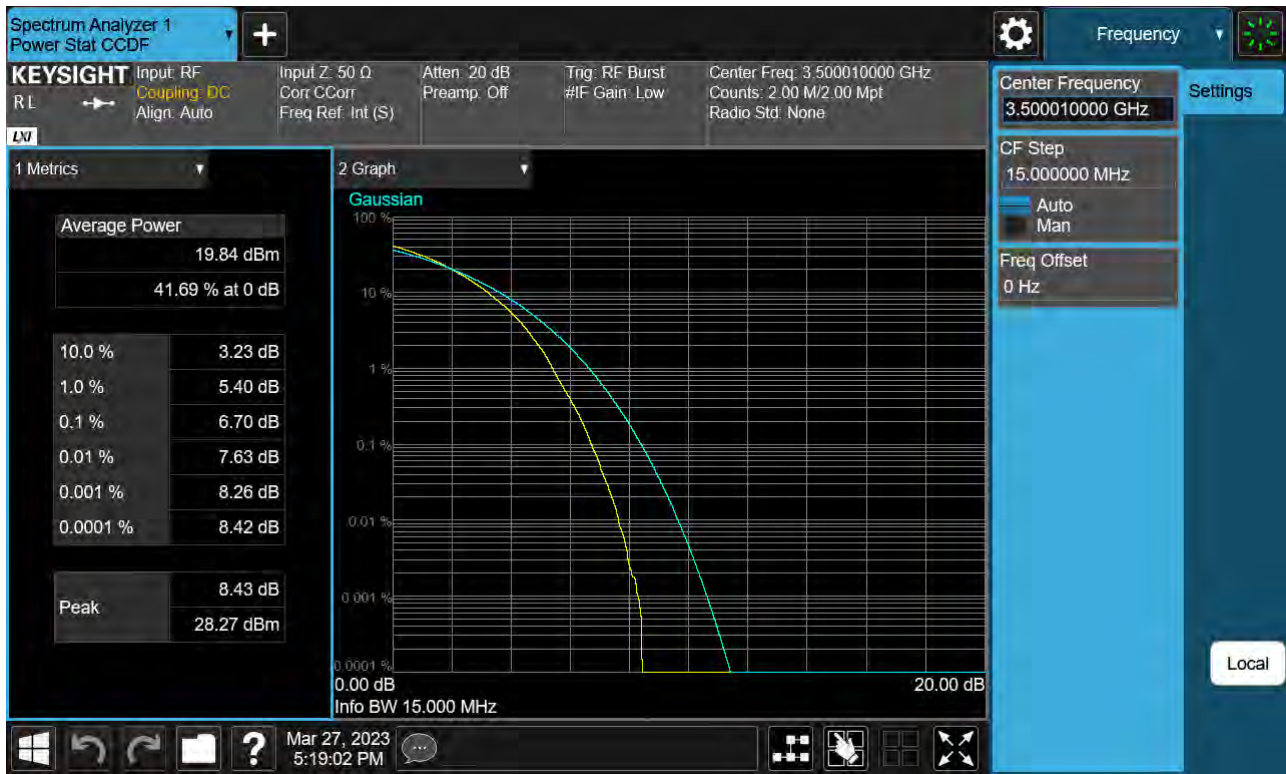 Spectrum Analyzer 1
Power Stat CCDF
+
Frequency
KEYSIGHT
RL
LXI
Input: RF
Coupling: DC
Align: Auto
Input Z: 50 Ω
Corr CCorr
Freq Ref: Int (S)
Atten: 20 dB
Preamp: Off
Trig: RF Burst
#IF Gain: Low
Center Freq: 3.500010000 GHz
Counts: 2.00 M/2.00 Mpt
Radio Std: None
Center Frequency
3.500010000 GHz
Settings
CF Step
15.000000 MHz
Auto
Man
Freq Offset
0 Hz
Local
1 Metrics
Average Power
19.84 dBm
41.69 % at 0 dB
10.0 % 3.23 dB
1.0 % 5.40 dB
0.1 % 6.70 dB
0.01 % 7.63 dB
0.001 % 8.26 dB
0.0001 % 8.42 dB
Peak
8.43 dB
28.27 dBm
2 Graph
Gaussian
100 %
10 %
1 %
0.1 %
0.01 %
0.001 %
0.0001 %
0.00 dB 20.00 dB
Info BW 15.000 MHz
?
Mar 27, 2023
5:19:02 PM